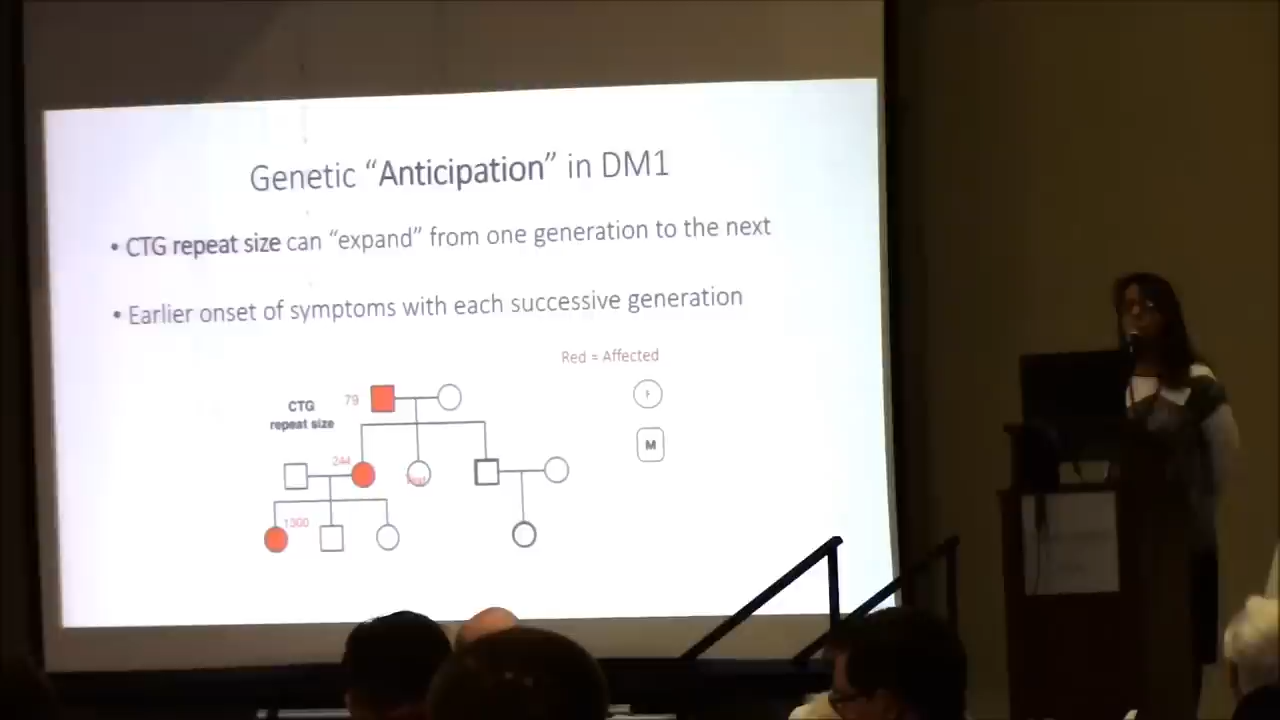 Genetic “Anticipation” in DM1
• CTG repeat size can “expand” from one generation to the next
• Earlier onset of symptoms with each successive generation
Red = Affected
F
M
CTG
repeat size
79
244
1300